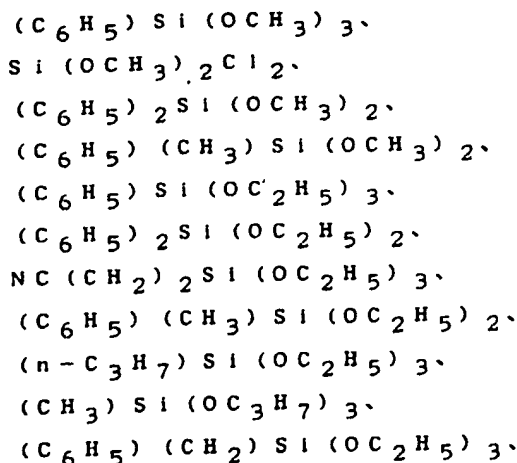 (C₆H₅)Si(OCH₃)₃、
Si(OCH₃)₂Cl₂、
(C₆H₅)₂Si(OCH₃)₂、
(C₆H₅)(CH₃)Si(OCH₃)₂、
(C₆H₅)Si(OC₂H₅)₃、
(C₆H₅)₂Si(OC₂H₅)₂、
NC(CH₂)₂Si(OC₂H₅)₃、
(C₆H₅)(CH₃)Si(OC₂H₅)₂、
(n-C₃H₇)Si(OC₂H₅)₃、
(CH₃)Si(OC₃H₇)₃、
(C₆H₅)(CH₂)Si(OC₂H₅)₃、